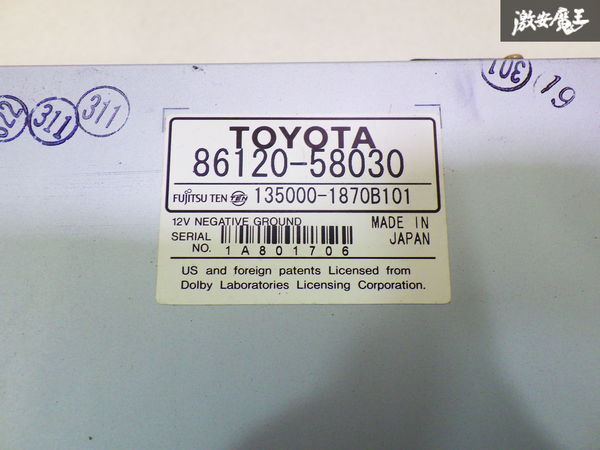 激安魔王
311
311
301
19
TOYOTA
86120-58030
FUJITSU TEN TEN 135000-1870B101
12V NEGATIVE GROUND MADE IN
SERIAL JAPAN
NO. 1A801706
US and foreign patents Licensed from
Dolby Laboratories Licensing Corporation.